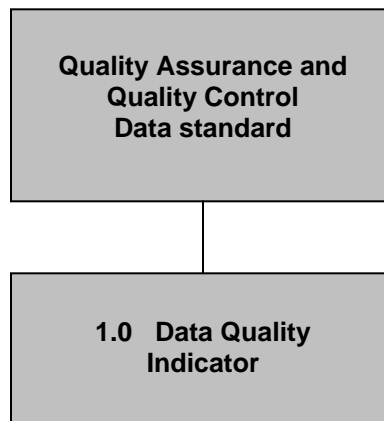 Quality Assurance and
Quality Control
Data standard
1.0 Data Quality
Indicator